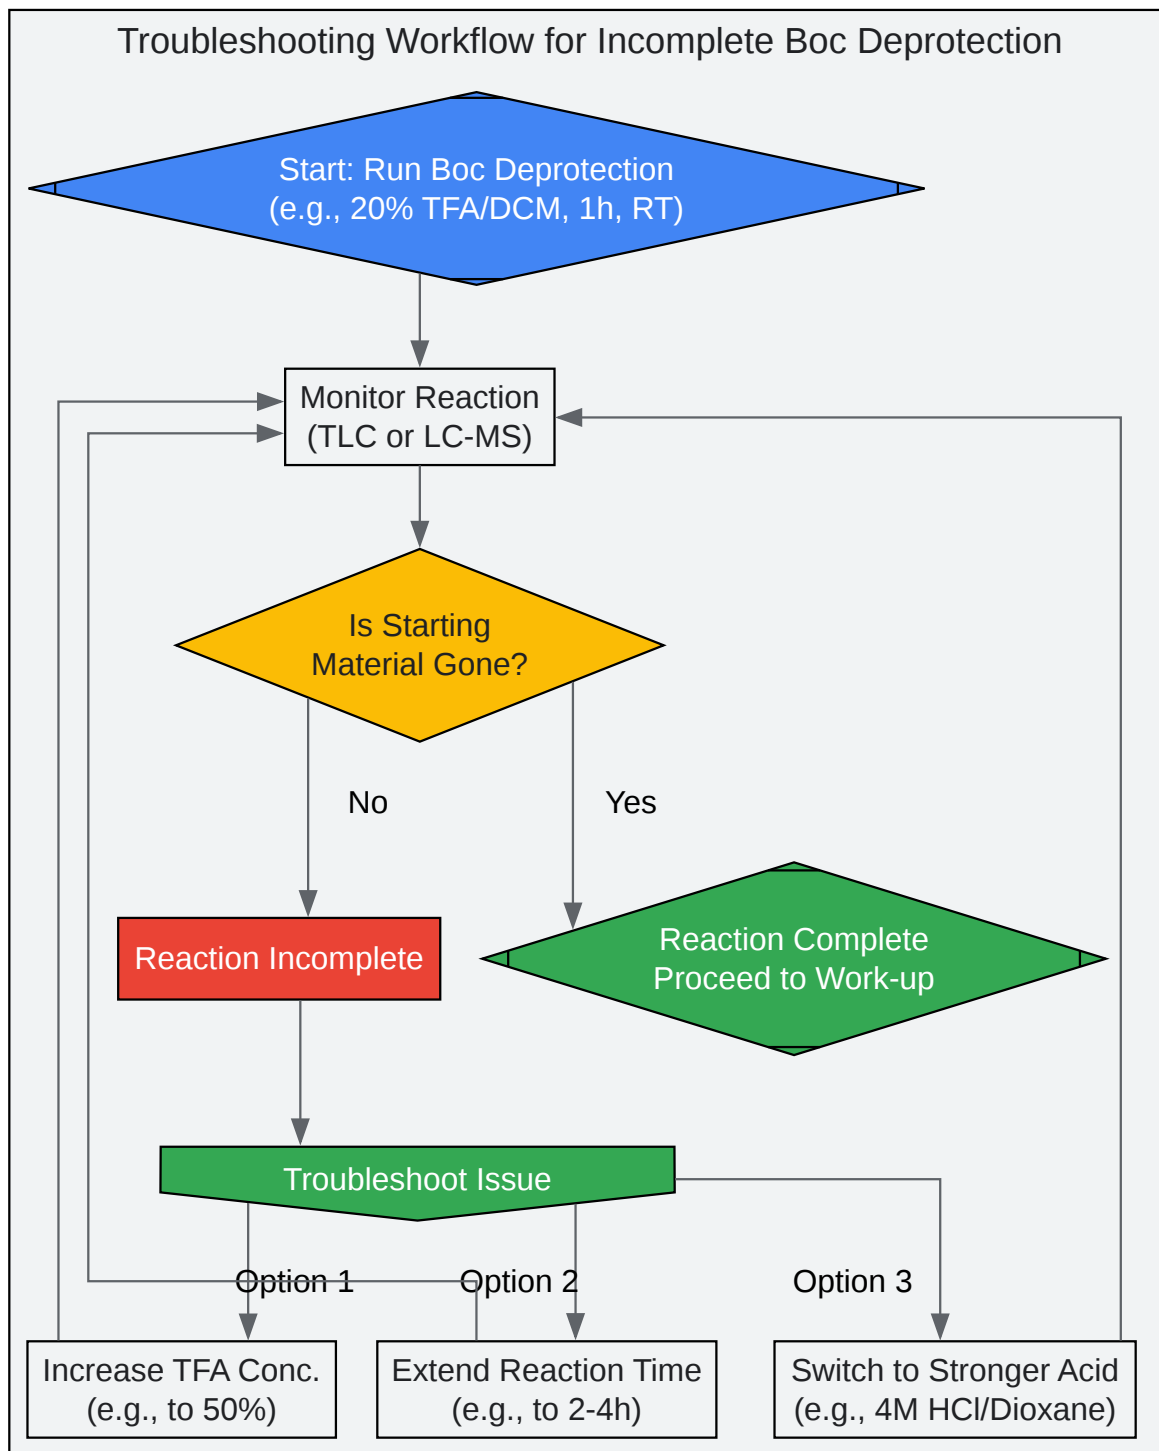 Troubleshooting Workflow for Incomplete Boc Deprotection
Start: Run Boc Deprotection
(e.g., 20% TFA/DCM, 1h, RT)
Monitor Reaction
(TLC or LC-MS)
Is Starting
Material Gone?
No
Yes
Reaction Incomplete
Reaction Complete
Proceed to Work-up
Troubleshoot Issue
Option 1
Option 2
Option 3
Increase TFA Conc.
(e.g., to 50%)
Extend Reaction Time
(e.g., to 2-4h)
Switch to Stronger Acid
(e.g., 4M HCl/Dioxane)